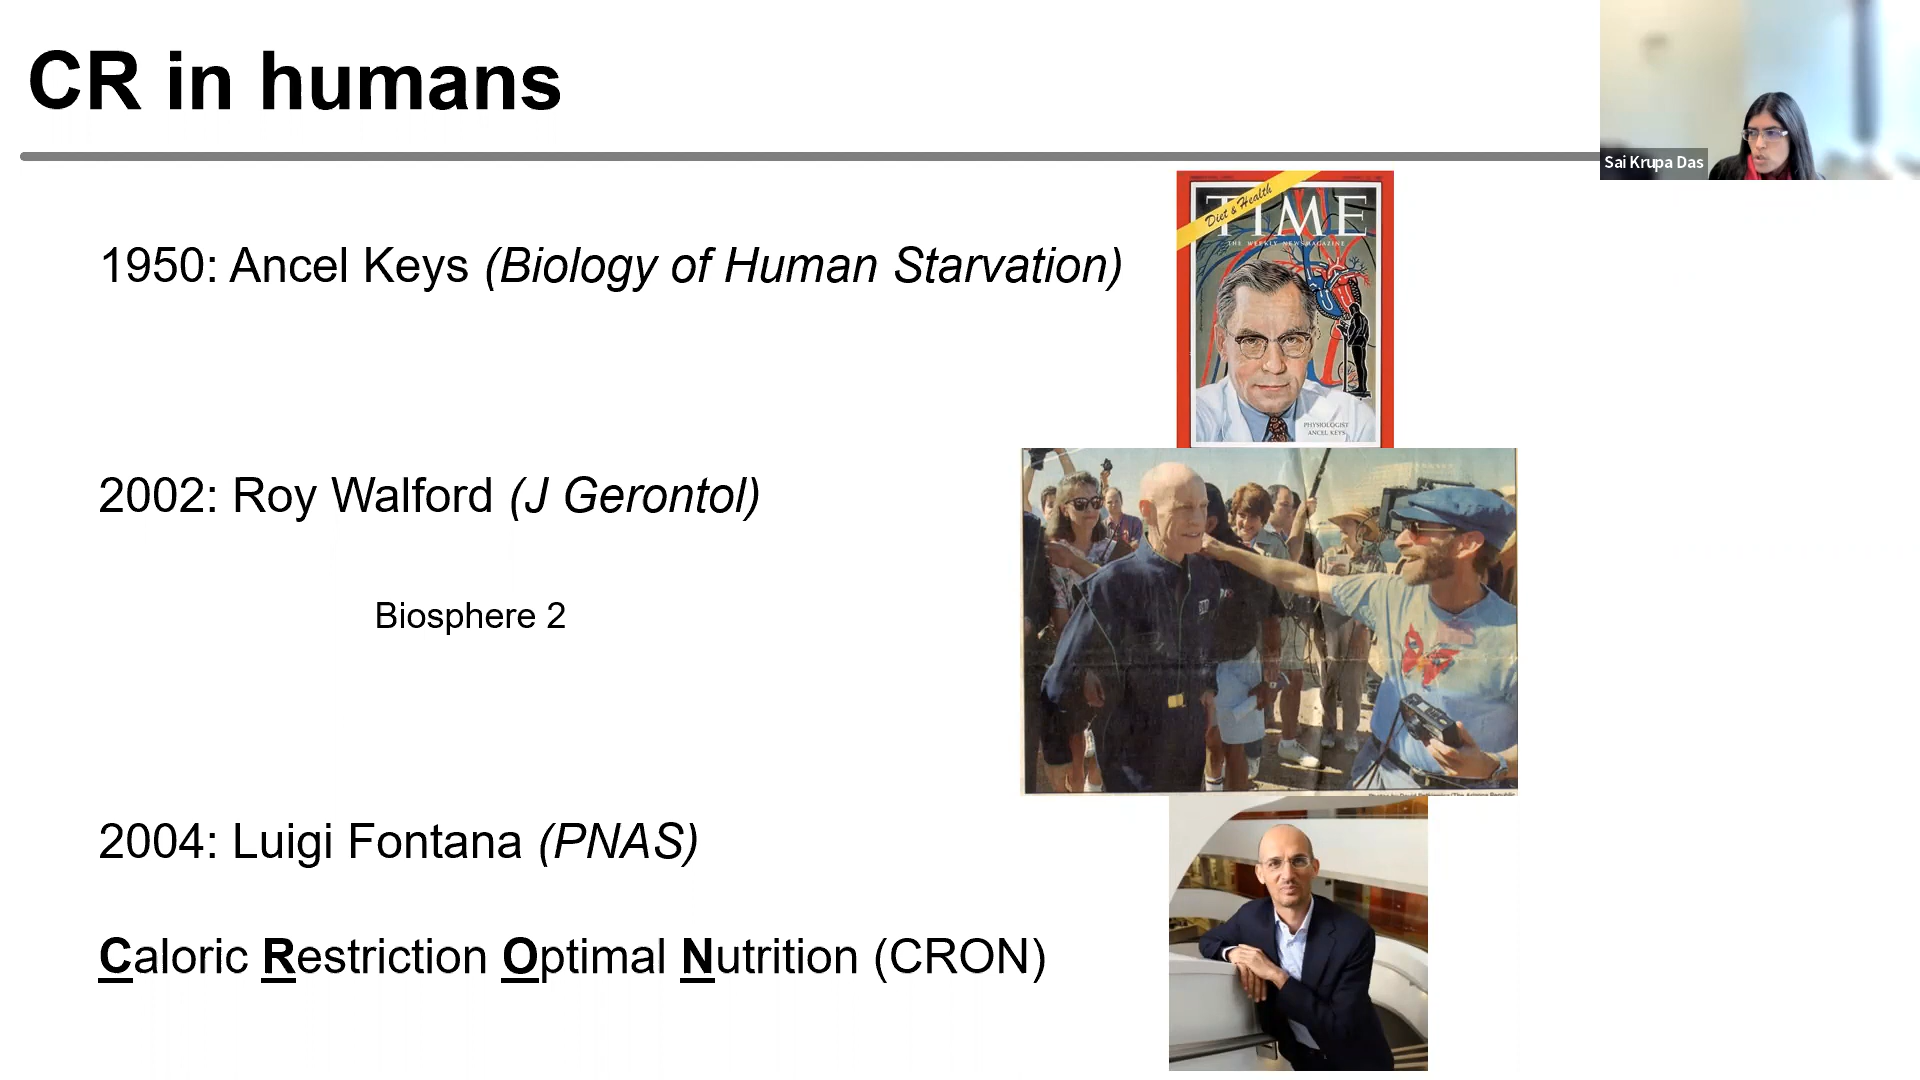 CR in humans
Sai Krupa Das
1950: Ancel Keys (Biology of Human Starvation)
Diet & Health
TIME
THE WEEKLY NEWSMAGAZINE
PHYSIOLOGIST
ANCEL KEYS
2002: Roy Walford (J Gerontol)
Biosphere 2
2004: Luigi Fontana (PNAS)
Caloric Restriction Optimal Nutrition (CRON)